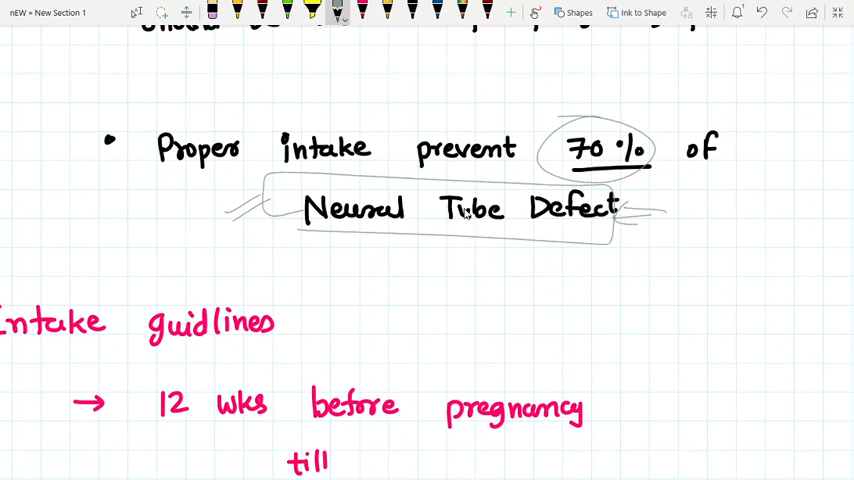 nEW » New Section 1
Shapes
Ink to Shape
• Proper intake prevent 70% of
Neural Tube Defect
Intake guidlines
→ 12 wks before pregnancy
till